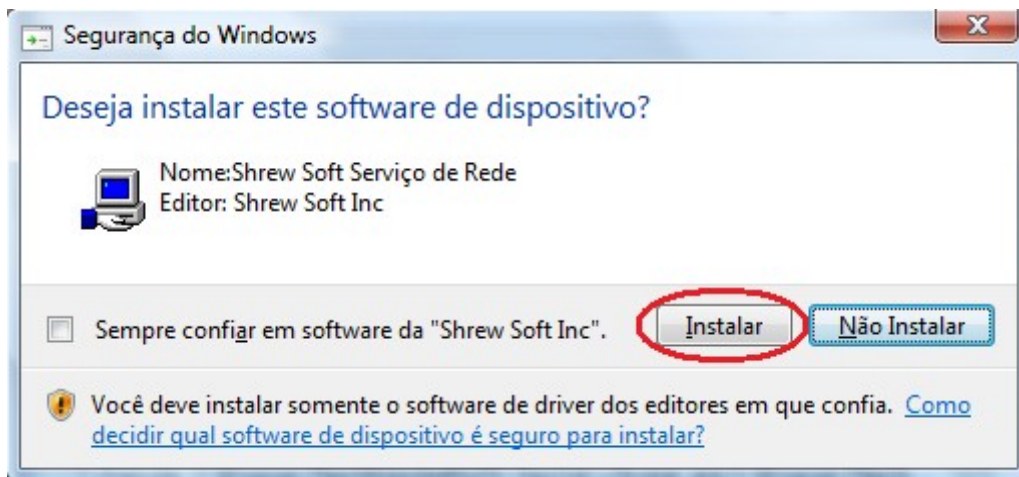 Segurança do Windows
Deseja instalar este software de dispositivo?
Nome:Shrew Soft Serviço de Rede
Editor: Shrew Soft Inc
Sempre confiar em software da "Shrew Soft Inc".
Instalar
Não Instalar
Você deve instalar somente o software de driver dos editores em que confia. Como
decidir qual software de dispositivo é seguro para instalar?